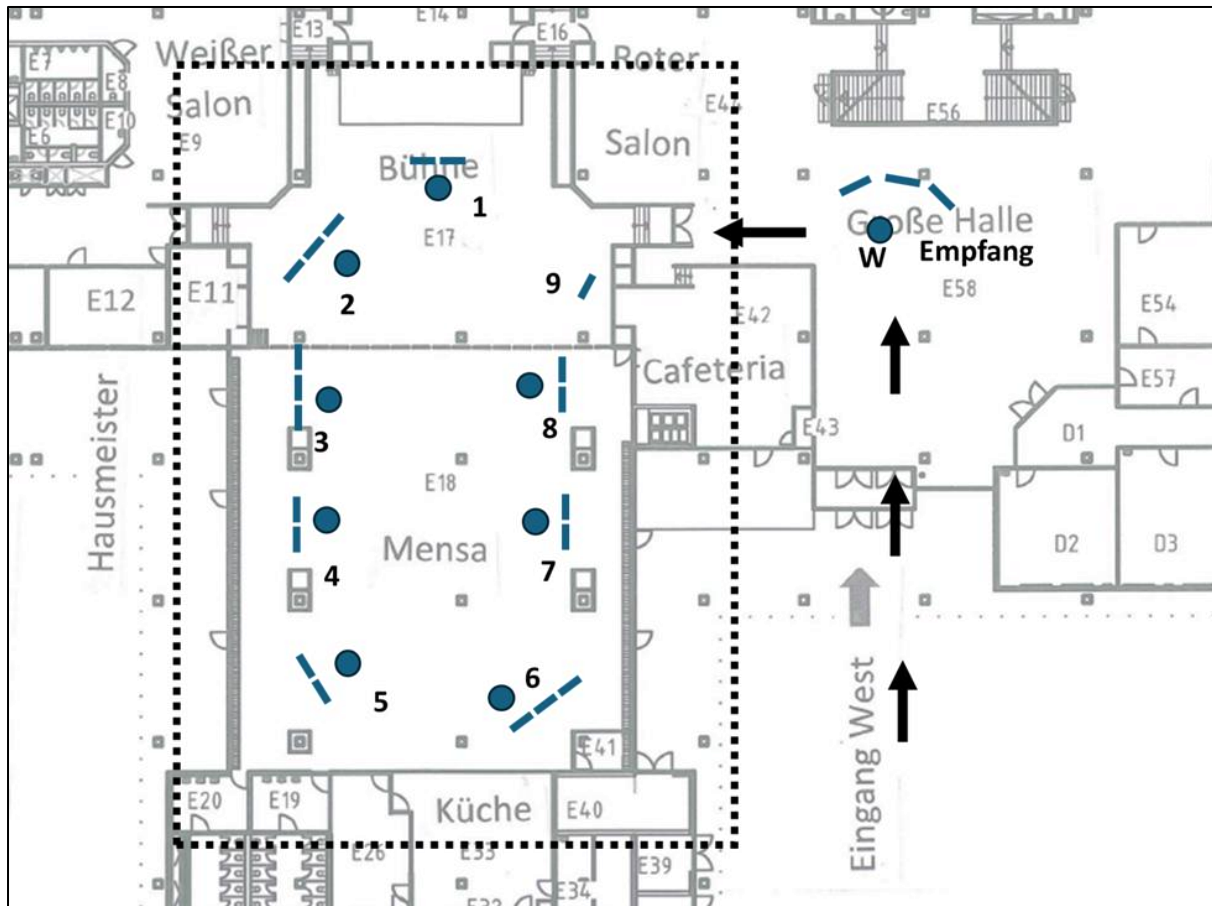 E13
E14
E16
Weißer
Salon
E9
Roter
Salon
E44
E7
E8
E6
E10
E56
Bühne
1
E17
Große Halle
W
Empfang
E58
2
9
E12
E11
E42
E54
E57
Cafeteria
E43
D1
3
8
E18
Mensa
4
7
D2
D3
Hausmeister
5
6
E41
Eingang West
E20
E19
Küche
E40
E26
E33
E34
E39